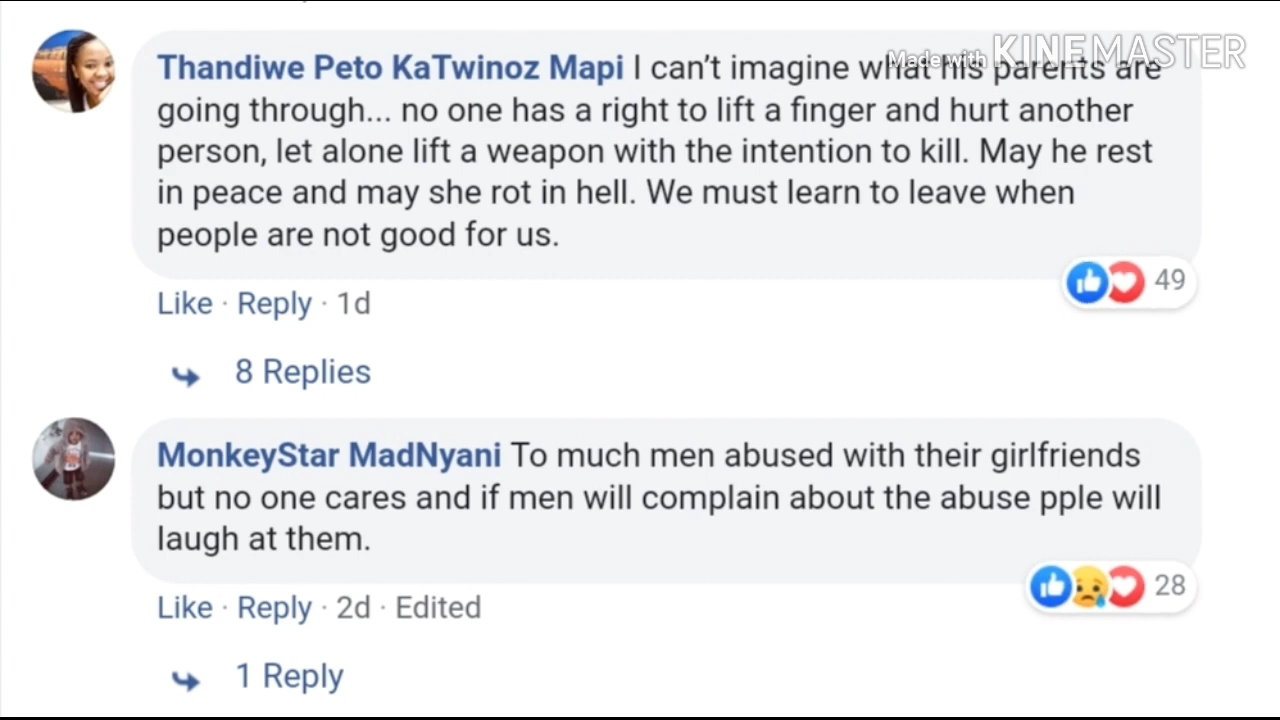 Made with KINEMASTER
Thandiwe Peto KaTwinoz Mapi I can't imagine what his parents are
going through... no one has a right to lift a finger and hurt another
person, let alone lift a weapon with the intention to kill. May he rest
in peace and may she rot in hell. We must learn to leave when
people are not good for us.
49
Like · Reply · 1d
8 Replies
MonkeyStar MadNyani To much men abused with their girlfriends
but no one cares and if men will complain about the abuse pple will
laugh at them.
28
Like · Reply · 2d · Edited
1 Reply